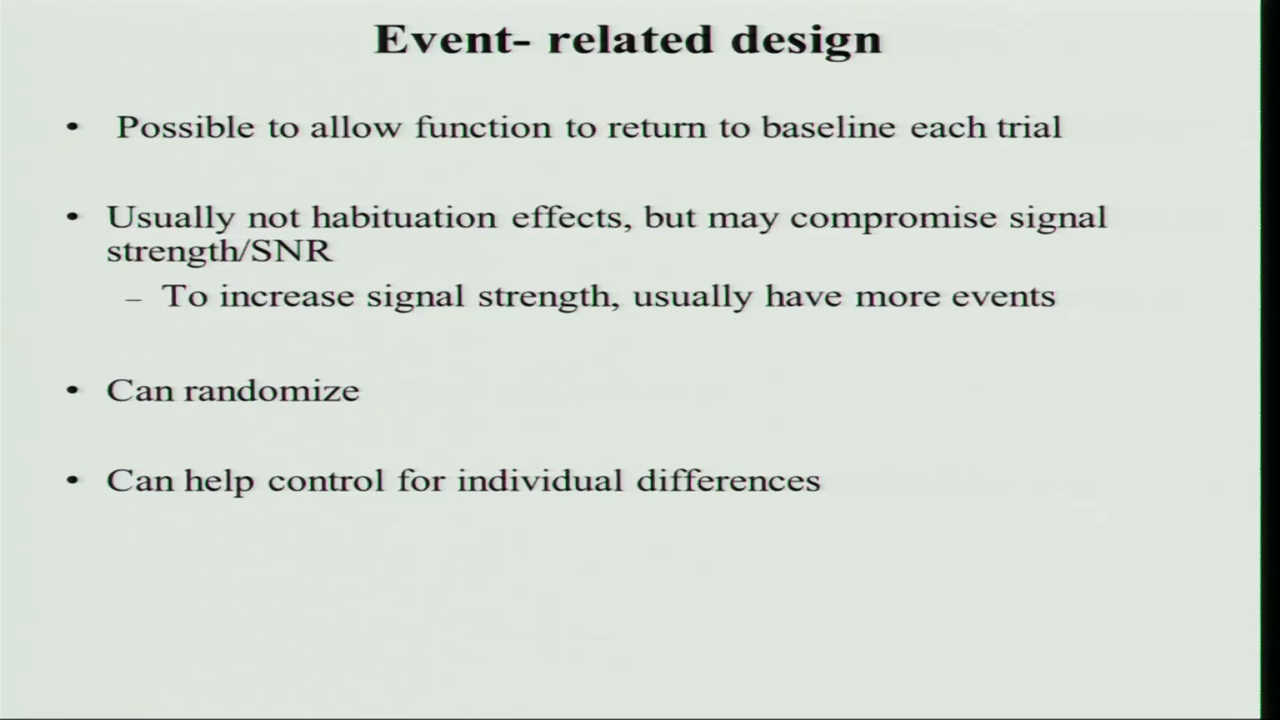 Event- related design
• Possible to allow function to return to baseline each trial
• Usually not habituation effects, but may compromise signal
strength/SNR
– To increase signal strength, usually have more events
• Can randomize
• Can help control for individual differences